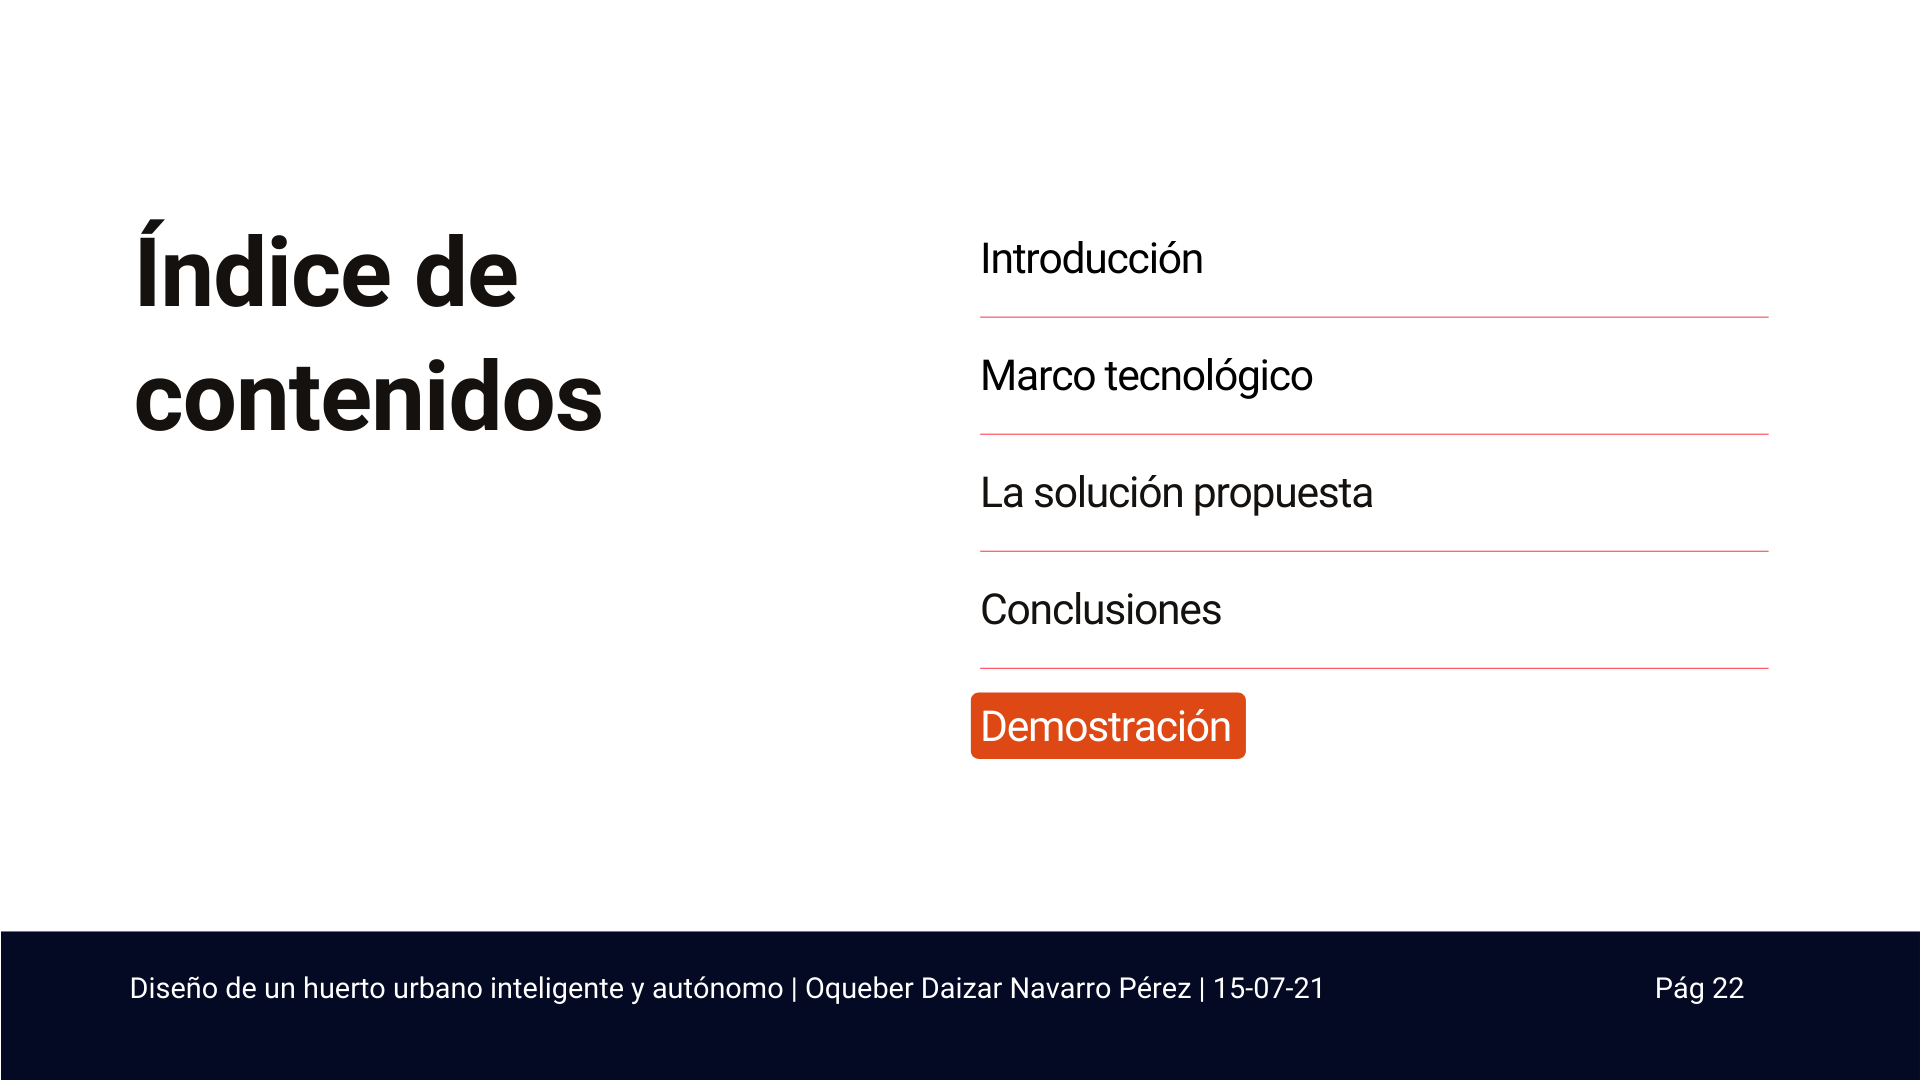 Índice de
contenidos
Introducción
Marco tecnológico
La solución propuesta
Conclusiones
Demostración
Diseño de un huerto urbano inteligente y autónomo | Oqueber Daizar Navarro Pérez | 15-07-21
Pág 22